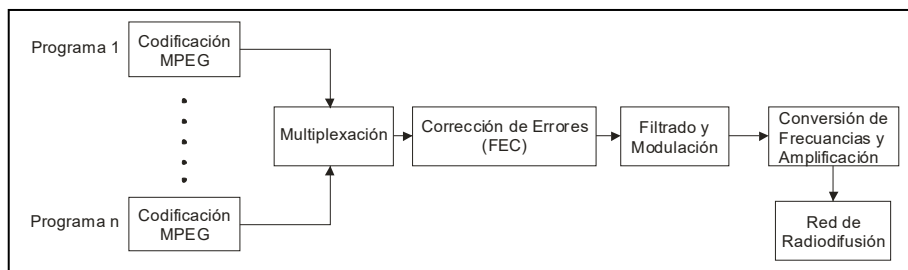 Programa 1
Codificación
MPEG
Multiplexación
Corrección de Errores
(FEC)
Filtrado y
Modulación
Conversión de
Frecuancias y
Amplificación
Programa n
Codificación
MPEG
Red de
Radiodifusión